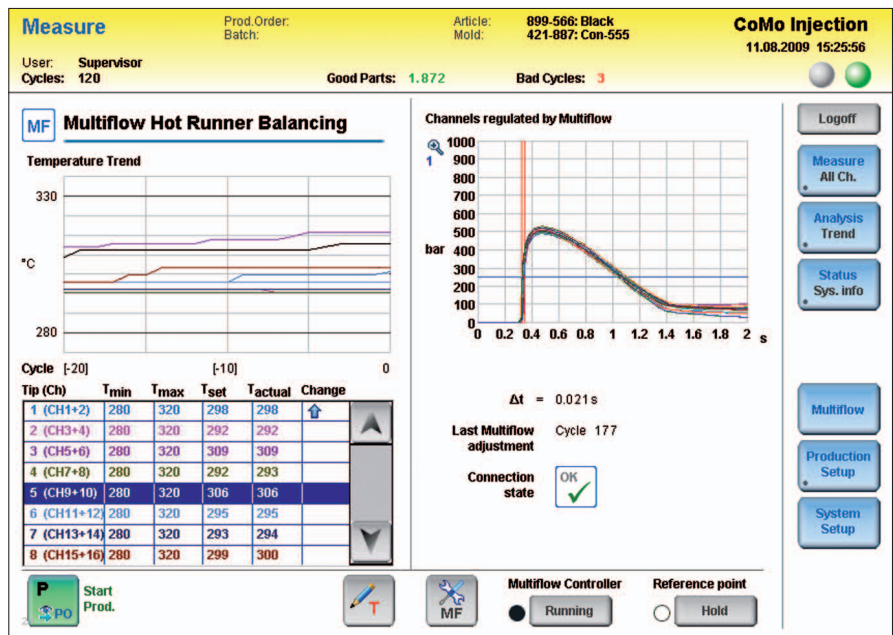 Measure
Prod.Order:
Batch:
Article: 899-566: Black
Mold: 421-887: Con-555
CoMo Injection
11.08.2009 15:25:56
User: Supervisor
Cycles: 120
Good Parts: 1.872
Bad Cycles: 3
MF Multiflow Hot Runner Balancing
Temperature Trend
330
°C
280
Cycle [-20] [-10] 0
Tip (Ch) Tmin Tmax Tset Tactual Change
1 (CH1+2) 280 320 298 298
2 (CH3+4) 280 320 292 292
3 (CH5+6) 280 320 309 309
4 (CH7+8) 280 320 292 293
5 (CH9+10) 280 320 306 306
6 (CH11+12) 280 320 295 295
7 (CH13+14) 280 320 293 294
8 (CH15+16) 280 320 299 300
Channels regulated by Multiflow
1
1000
900
800
700
600
500
bar
400
300
200
100
0
0 0.2 0.4 0.6 0.8 1 1.2 1.4 1.6 1.8 2 s
Δt = 0.021 s
Last Multiflow adjustment Cycle 177
Connection state OK
Logoff
Measure
All Ch.
Analysis
Trend
Status
Sys. info
Multiflow
Production
Setup
System
Setup
P
PO
Start
Prod.
T
MF
Multiflow Controller
Running
Reference point
Hold